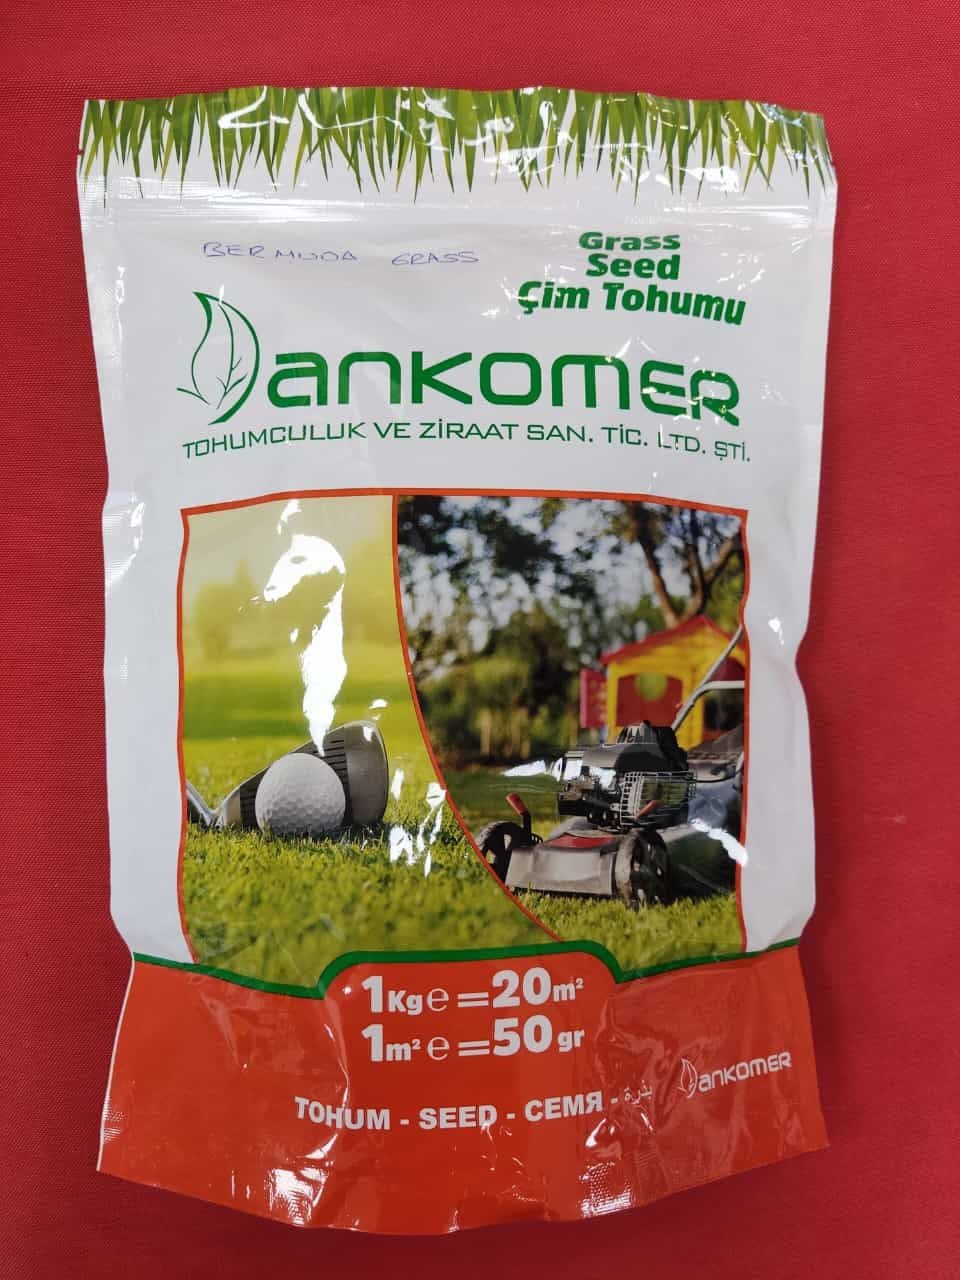 BERMUDA GRASS
Grass
Seed
Çim Tohumu
ANKOMER
TOHUMCULUK VE ZİRAAT SAN. TİC. LTD. ŞTİ.
1Kg℮=20m²
1m²℮=50gr
TOHUM - SEED - СЕМЯ - بذرة
ANKOMER